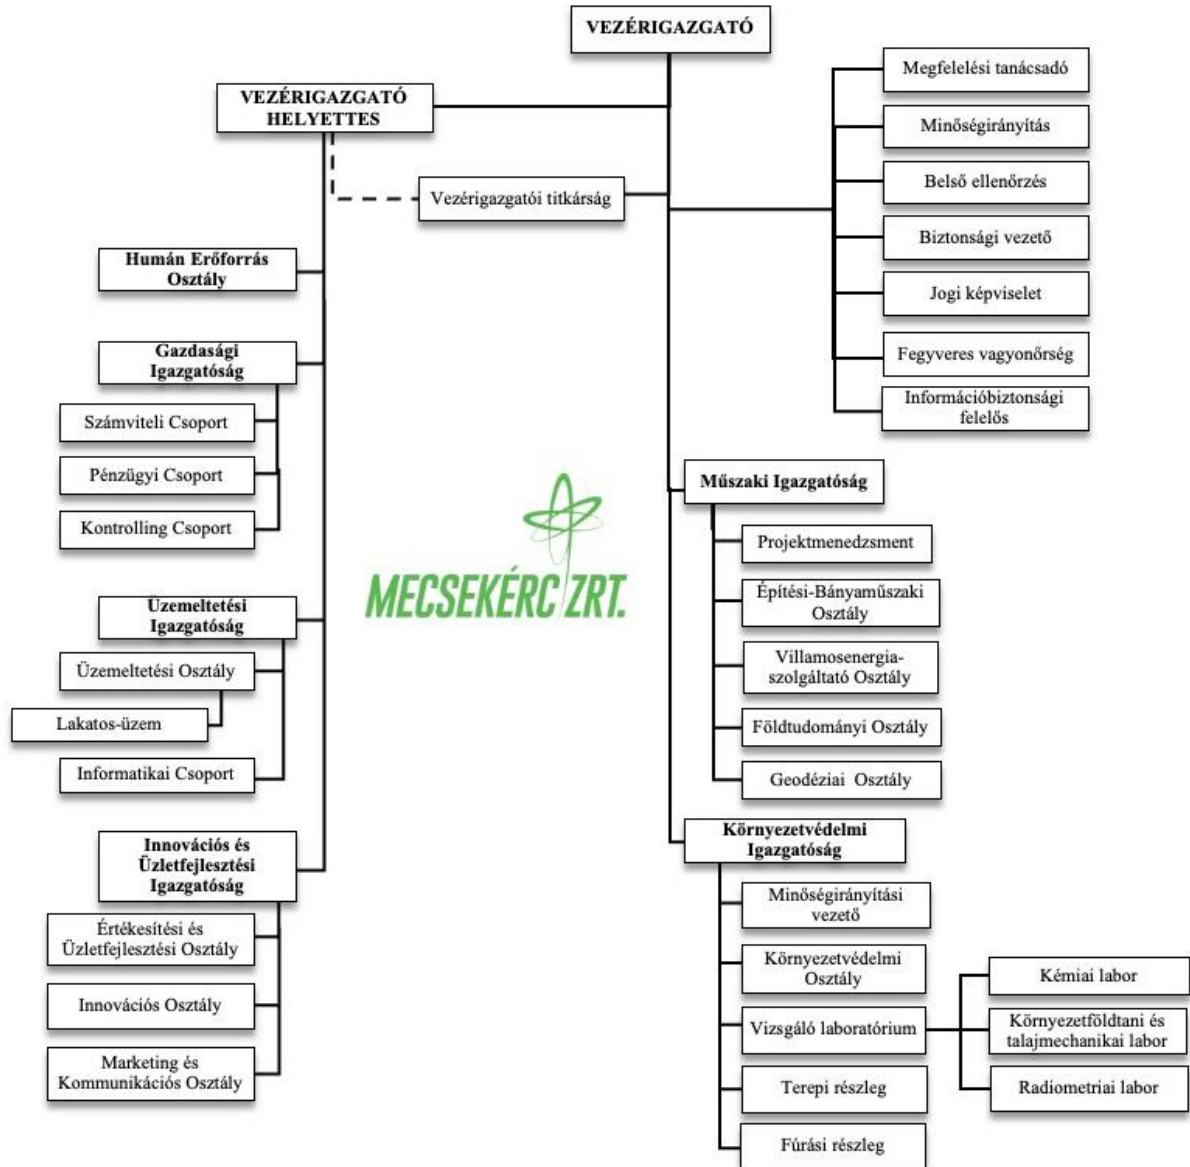 VEZÉRIGAZGATÓ
VEZÉRIGAZGATÓ
HELYETTES
Vezérigazgatói titkárság
Megfelelési tanácsadó
Minőségirányítás
Belső ellenőrzés
Biztonsági vezető
Jogi képviselet
Fegyveres vagyonőrség
Információbiztonsági
felelős
Humán Erőforrás
Osztály
Gazdasági
Igazgatóság
Számviteli Csoport
Pénzügyi Csoport
Kontrolling Csoport
Üzemeltetési
Igazgatóság
Üzemeltetési Osztály
Lakatos-üzem
Informatikai Csoport
Innovációs és
Üzletfejlesztési
Igazgatóság
Értékesítési és
Üzletfejlesztési Osztály
Innovációs Osztály
Marketing és
Kommunikációs Osztály
MECSEKÉRC ZRT.
Műszaki Igazgatóság
Projektmenedzsment
Építési-Bányaműszaki
Osztály
Villamosenergia-
szolgáltató Osztály
Földtudományi Osztály
Geodéziai Osztály
Környezetvédelmi
Igazgatóság
Minőségirányítási
vezető
Környezetvédelmi
Osztály
Vizsgáló laboratórium
Terepi részleg
Fúrási részleg
Kémiai labor
Környezetföldtani és
talajmechanikai labor
Radiometriai labor